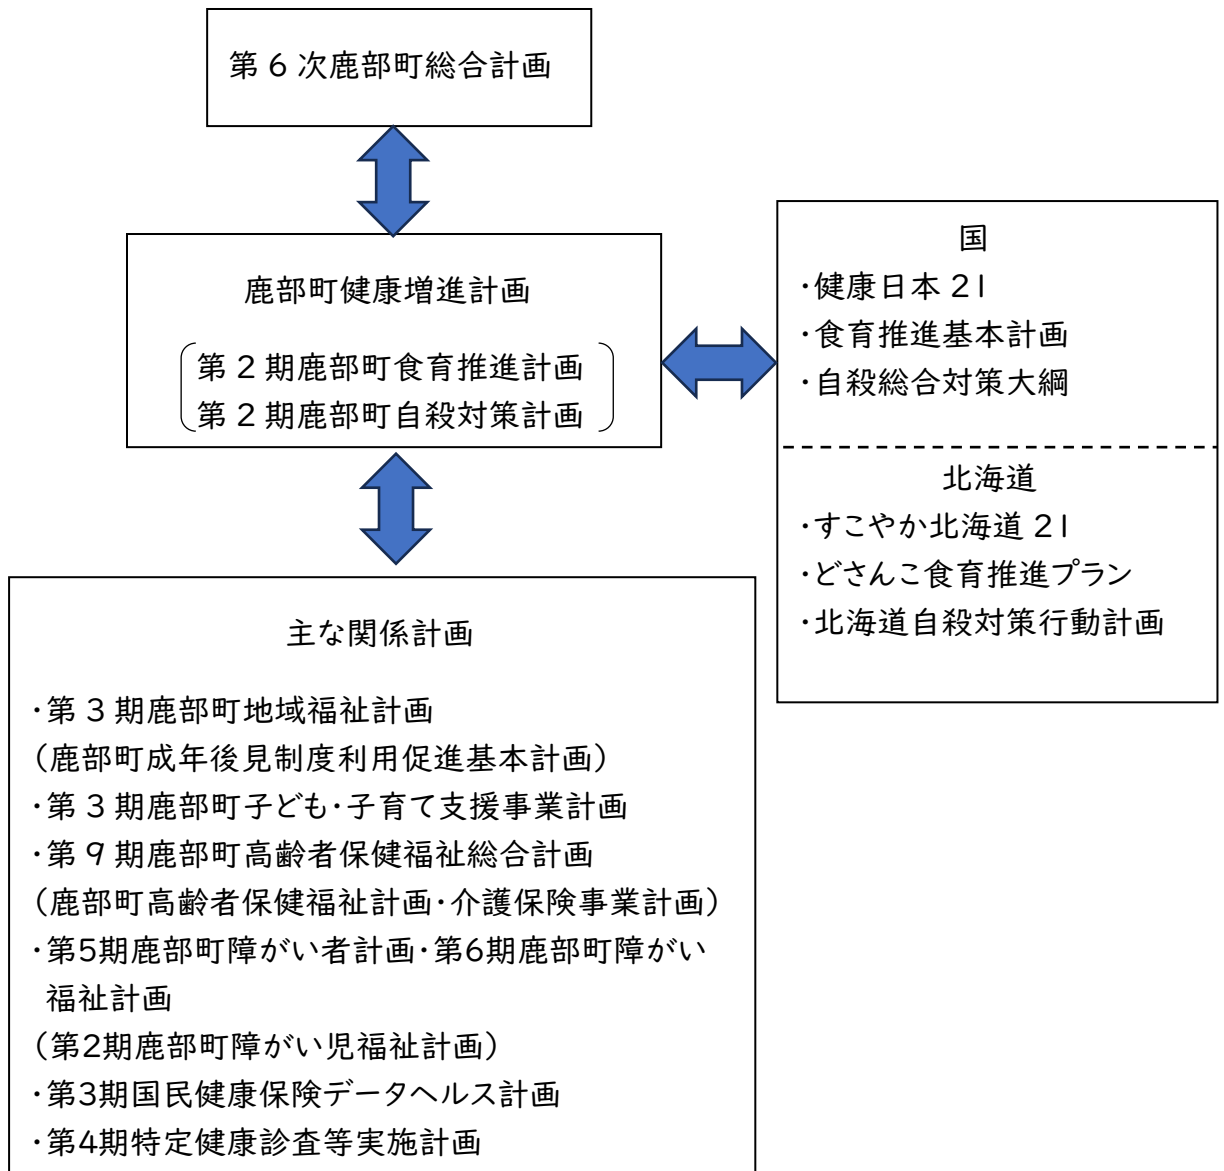 第6次鹿部町総合計画
鹿部町健康増進計画
第2期鹿部町食育推進計画
第2期鹿部町自殺対策計画
国
・健康日本21
・食育推進基本計画
・自殺総合対策大綱
北海道
・すこやか北海道21
・どさんこ食育推進プラン
・北海道自殺対策行動計画
主な関係計画
・第3期鹿部町地域福祉計画
(鹿部町成年後見制度利用促進基本計画)
・第3期鹿部町子ども・子育て支援事業計画
・第9期鹿部町高齢者保健福祉総合計画
(鹿部町高齢者保健福祉計画・介護保険事業計画)
・第5期鹿部町障がい者計画・第6期鹿部町障がい
福祉計画
(第2期鹿部町障がい児福祉計画)
・第3期国民健康保険データヘルス計画
・第4期特定健康診査等実施計画